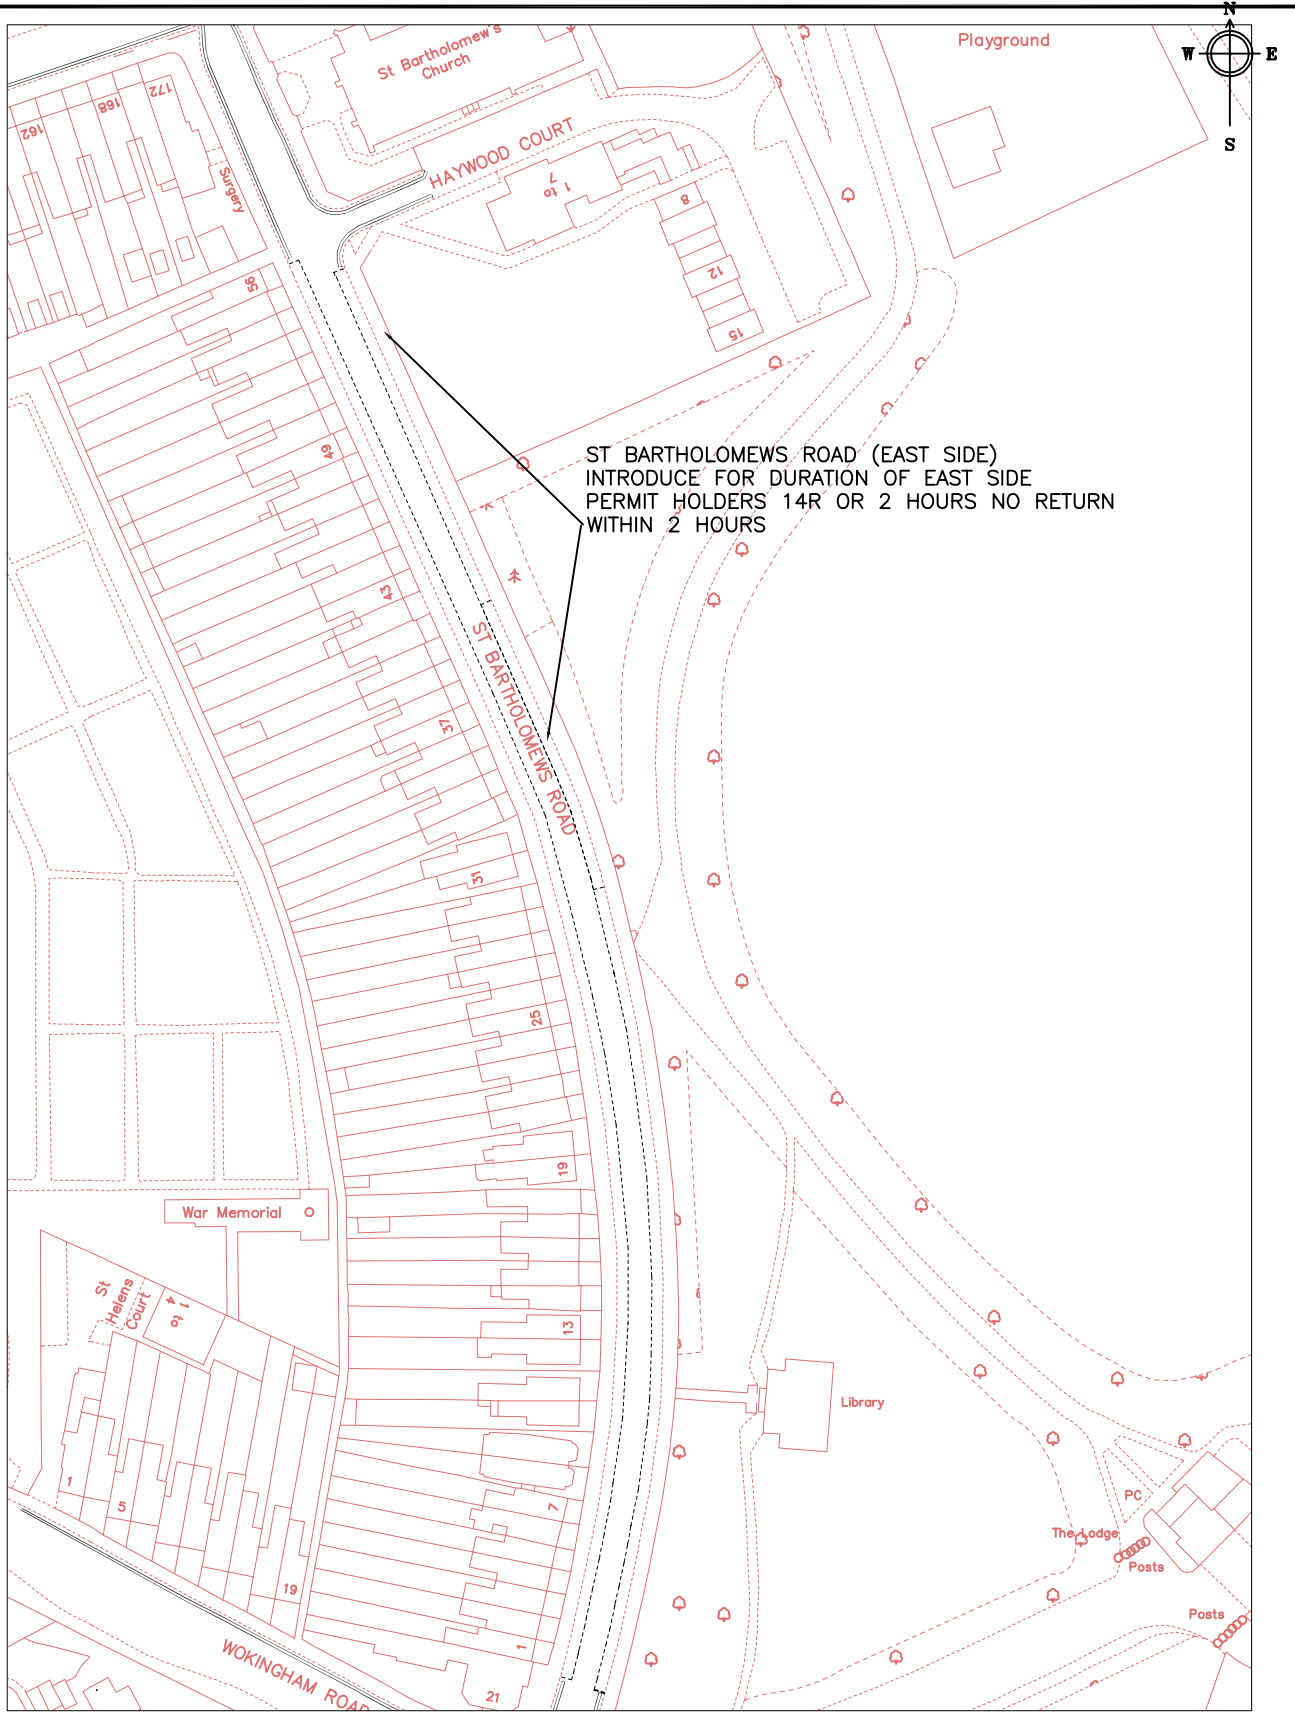 N
W E
S
Playground
St Bartholomew's
Church
HAYWOOD COURT
162
168
172
Surgery
1 to
7
8
12
15
56
49
43
37
31
25
19
13
7
1
21
ST BARTHOLOMEWS ROAD (EAST SIDE)
INTRODUCE FOR DURATION OF EAST SIDE
PERMIT HOLDERS 14R OR 2 HOURS NO RETURN
WITHIN 2 HOURS
ST BARTHOLOMEWS ROAD
War Memorial
St
Helens
Court
1 to
4
1
5
19
WOKINGHAM ROAD
Library
PC
The Lodge
Posts
Posts